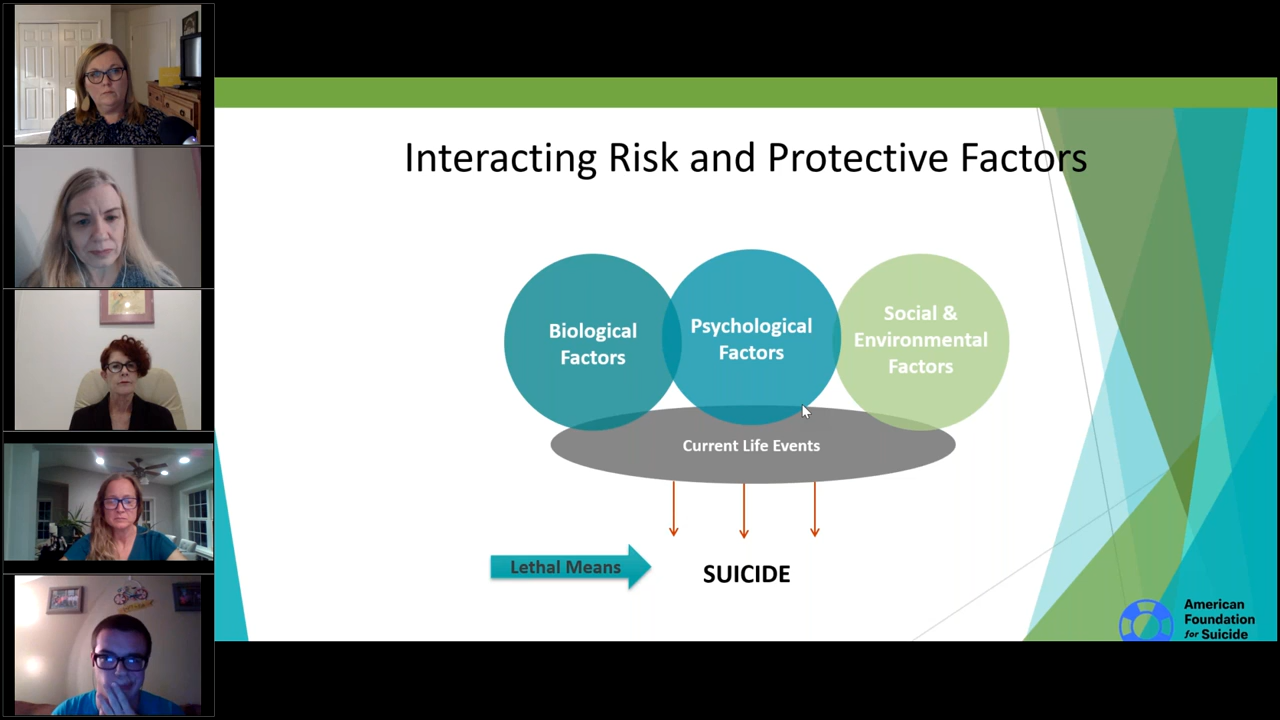 Interacting Risk and Protective Factors
Biological
Factors
Psychological
Factors
Social &
Environmental
Factors
Current Life Events
Lethal Means
SUICIDE
American
Foundation
for Suicide